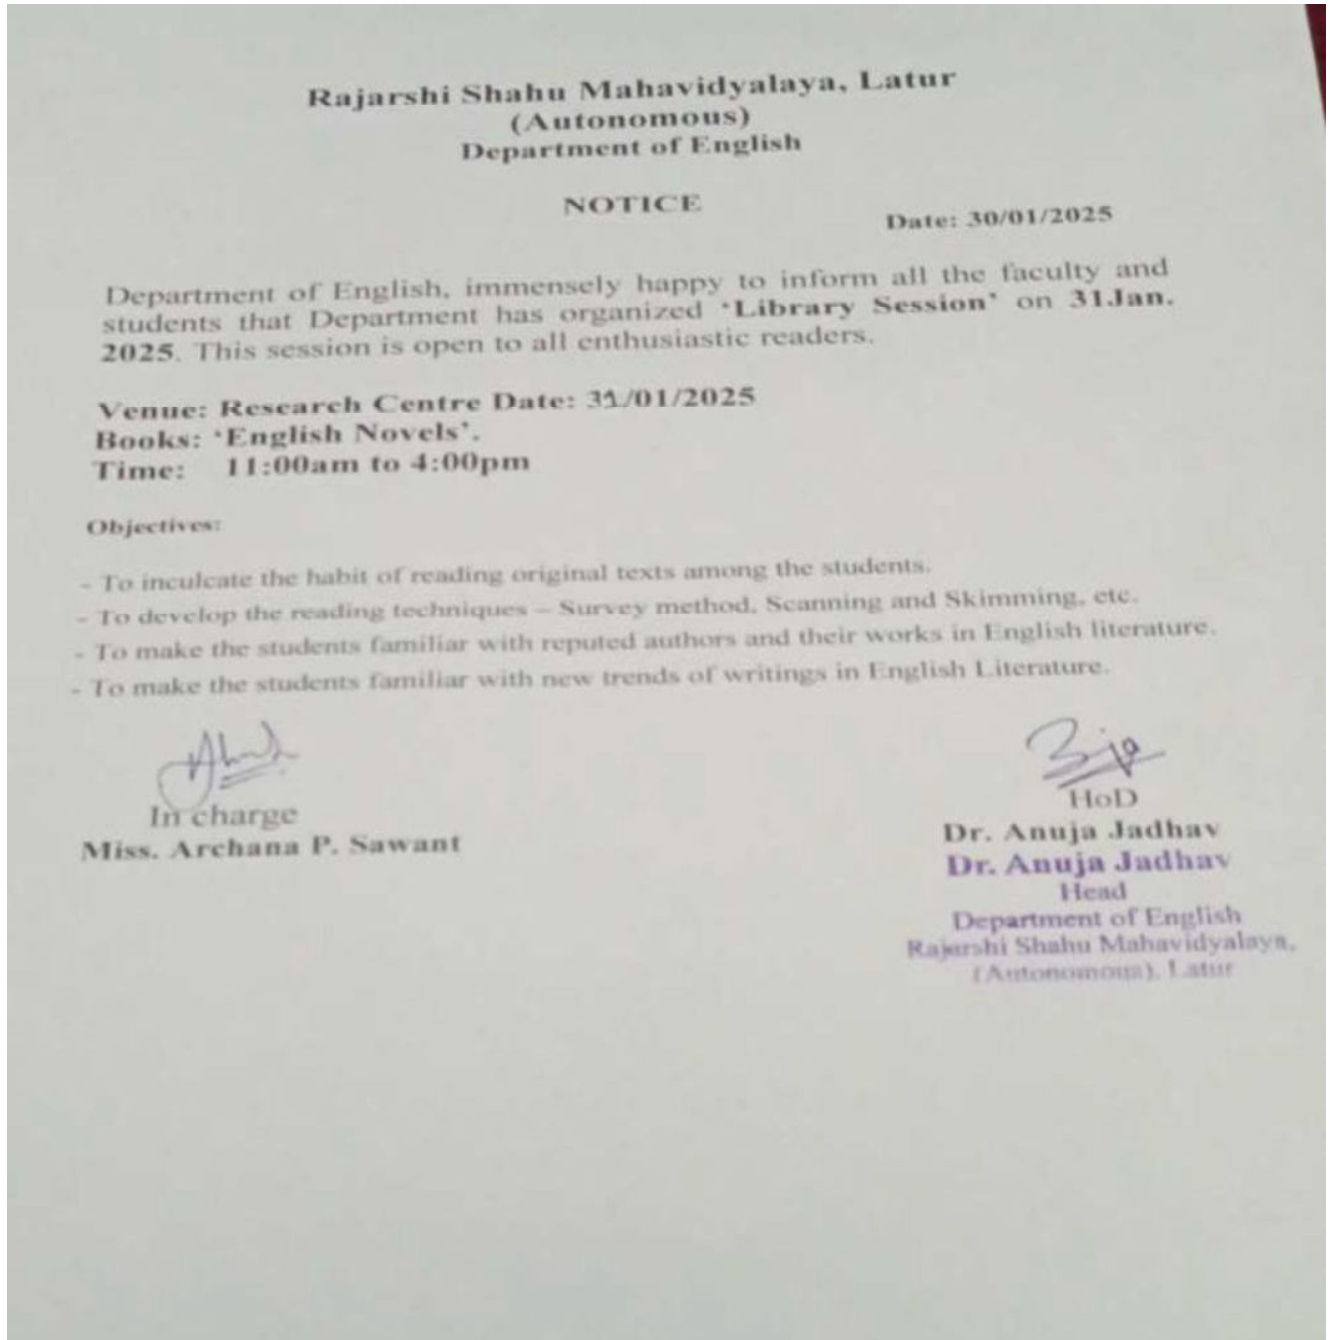 Rajarshi Shahu Mahavidyalaya, Latur
(Autonomous)
Department of English
NOTICE
Date: 30/01/2025
Department of English, immensely happy to inform all the faculty and
students that Department has organized ‘Library Session’ on 31Jan.
2025. This session is open to all enthusiastic readers.
Venue: Research Centre Date: 31/01/2025
Books: ‘English Novels’.
Time: 11:00am to 4:00pm
Objectives:
- To inculcate the habit of reading original texts among the students.
- To develop the reading techniques – Survey method, Scanning and Skimming, etc.
- To make the students familiar with reputed authors and their works in English literature.
- To make the students familiar with new trends of writings in English Literature.
In charge
Miss. Archana P. Sawant
HoD
Dr. Anuja Jadhav
Dr. Anuja Jadhav
Head
Department of English
Rajarshi Shahu Mahavidyalaya,
(Autonomous), Latur